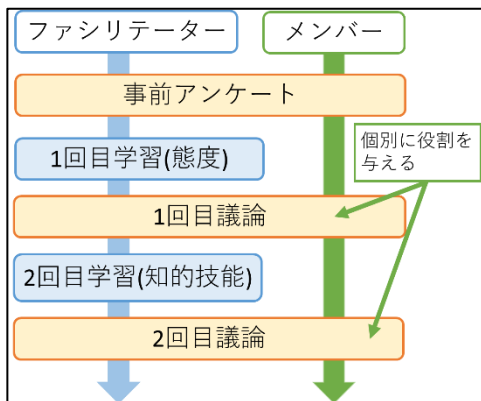 ファシリテーター
メンバー
事前アンケート
1回目学習(態度)
個別に役割を
与える
1回目議論
2回目学習(知的技能)
2回目議論